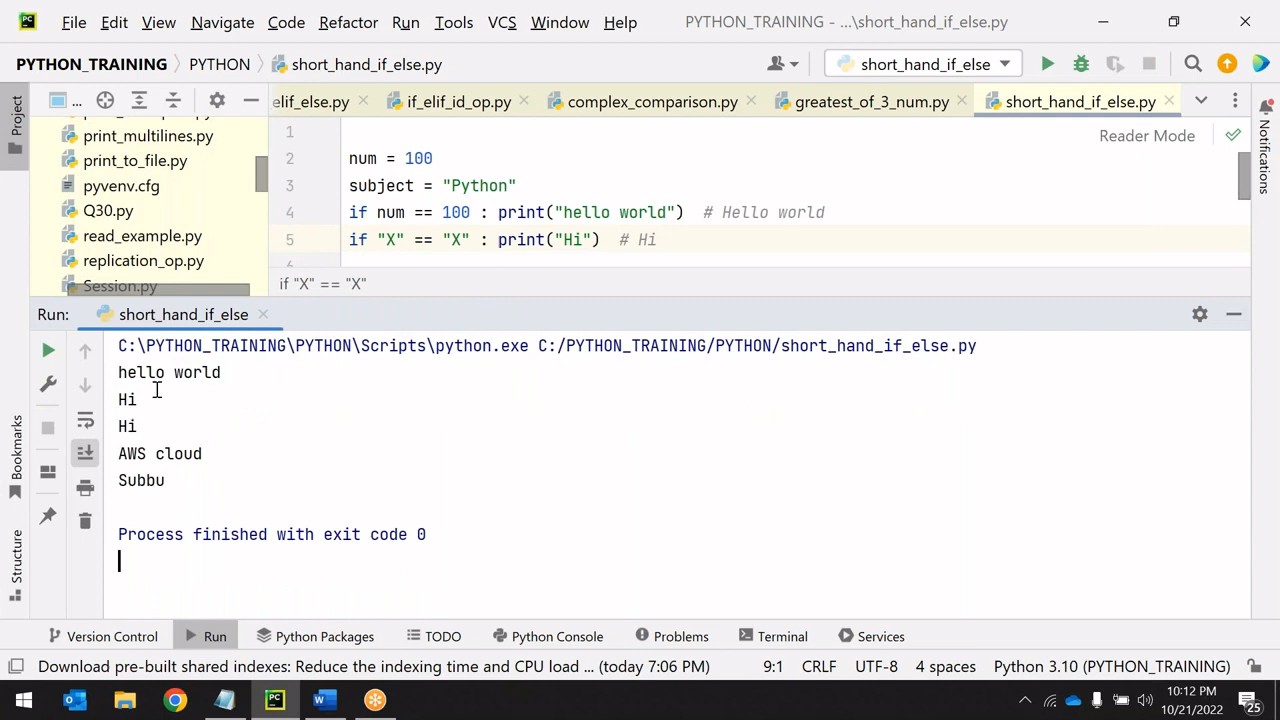 PC File Edit View Navigate Code Refactor Run Tools VCS Window Help PYTHON_TRAINING - ...\short_hand_if_else.py
PYTHON_TRAINING PYTHON short_hand_if_else.py short_hand_if_else
Project ... elif_else.py if_elif_id_op.py complex_comparison.py greatest_of_3_num.py short_hand_if_else.py
Notifications
print_multilines.py
print_to_file.py
pyvenv.cfg
Q30.py
read_example.py
replication_op.py
Session.py
Reader Mode
1
2 num = 100
3 subject = "Python"
4 if num == 100 : print("hello world") # Hello world
5 if "X" == "X" : print("Hi") # Hi
6
if "X" == "X"
Run: short_hand_if_else
C:\PYTHON_TRAINING\PYTHON\Scripts\python.exe C:/PYTHON_TRAINING/PYTHON/short_hand_if_else.py
hello world
Hi
Hi
AWS cloud
Subbu
Process finished with exit code 0
Bookmarks
Structure
Version Control Run Python Packages TODO Python Console Problems Terminal Services
Download pre-built shared indexes: Reduce the indexing time and CPU load ... (today 7:06 PM) 9:1 CRLF UTF-8 4 spaces Python 3.10 (PYTHON_TRAINING)
10:12 PM
10/21/2022
25